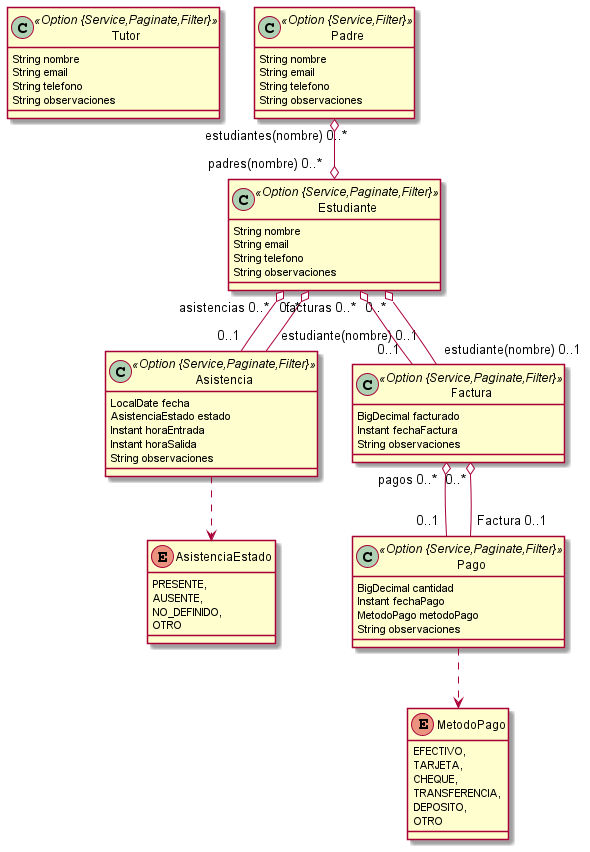 C
«Option {Service,Paginate,Filter}»
Tutor
String nombre
String email
String telefono
String observaciones
C
«Option {Service,Paginate,Filter}»
Padre
String nombre
String email
String telefono
String observaciones
estudiantes(nombre) 0..*
padres(nombre) 0..*
C
«Option {Service,Paginate,Filter}»
Estudiante
String nombre
String email
String telefono
String observaciones
asistencias 0..*
0..*
facturas 0..*
0..*
0..1
estudiante(nombre) 0..1
0..1
estudiante(nombre) 0..1
C
«Option {Service,Paginate,Filter}»
Asistencia
LocalDate fecha
AsistenciaEstado estado
Instant horaEntrada
Instant horaSalida
String observaciones
C
«Option {Service,Paginate,Filter}»
Factura
BigDecimal facturado
Instant fechaFactura
String observaciones
pagos 0..*
0..*
0..1
Factura 0..1
E
AsistenciaEstado
PRESENTE,
AUSENTE,
NO_DEFINIDO,
OTRO
C
«Option {Service,Paginate,Filter}»
Pago
BigDecimal cantidad
Instant fechaPago
MetodoPago metodoPago
String observaciones
E
MetodoPago
EFECTIVO,
TARJETA,
CHEQUE,
TRANSFERENCIA,
DEPOSITO,
OTRO